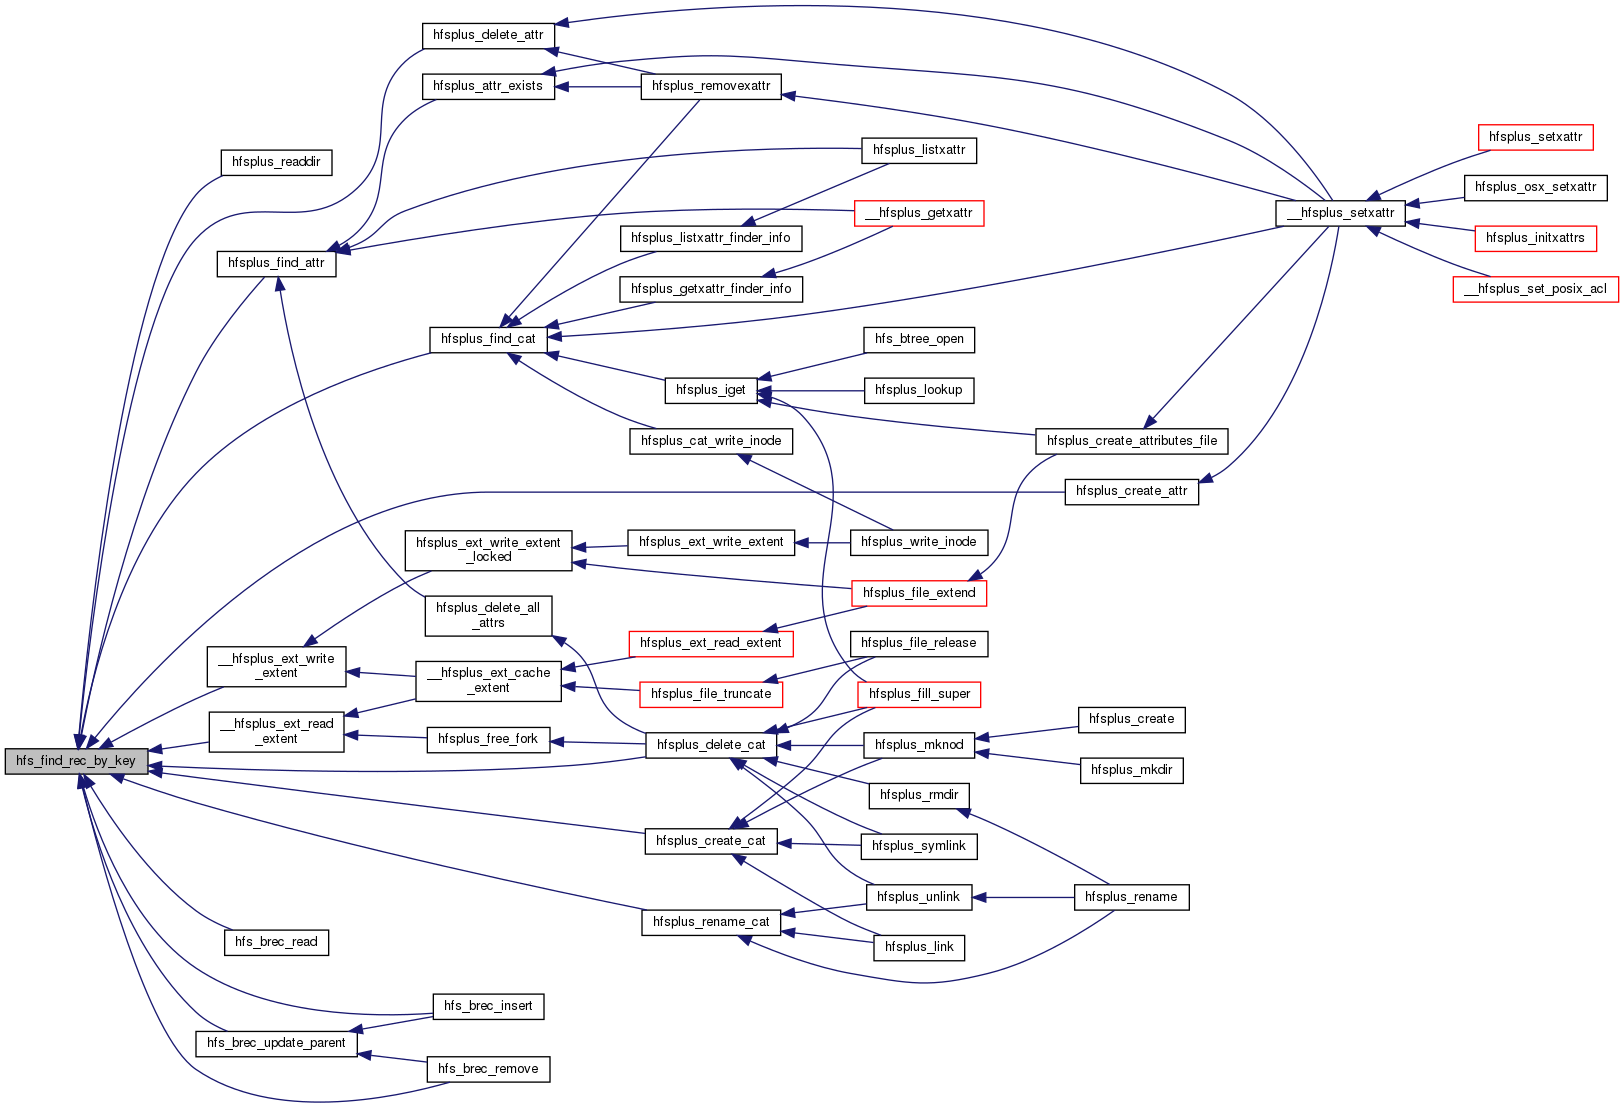 hfsplus_delete_attr
hfsplus_attr_exists
hfsplus_removexattr
hfsplus_setxattr
hfsplus_listxattr
hfsplus_readdir
hfsplus_osx_setxattr
__hfsplus_getxattr
__hfsplus_setxattr
hfsplus_listxattr_finder_info
hfsplus_initxattrs
hfsplus_find_attr
hfsplus_getxattr_finder_info
__hfsplus_set_posix_acl
hfsplus_find_cat
hfs_btree_open
hfsplus_iget
hfsplus_lookup
hfsplus_cat_write_inode
hfsplus_create_attributes_file
hfsplus_create_attr
hfsplus_ext_write_extent
_locked
hfsplus_ext_write_extent
hfsplus_write_inode
hfsplus_file_extend
hfsplus_delete_all
_attrs
hfsplus_ext_read_extent
hfsplus_file_release
__hfsplus_ext_write
_extent
__hfsplus_ext_cache
_extent
hfsplus_file_truncate
hfsplus_fill_super
__hfsplus_ext_read
_extent
hfsplus_free_fork
hfsplus_delete_cat
hfsplus_mknod
hfsplus_create
hfs_find_rec_by_key
hfsplus_mkdir
hfsplus_rmdir
hfsplus_create_cat
hfsplus_symlink
hfsplus_unlink
hfsplus_rename
hfsplus_rename_cat
hfs_brec_read
hfsplus_link
hfs_brec_insert
hfs_brec_update_parent
hfs_brec_remove